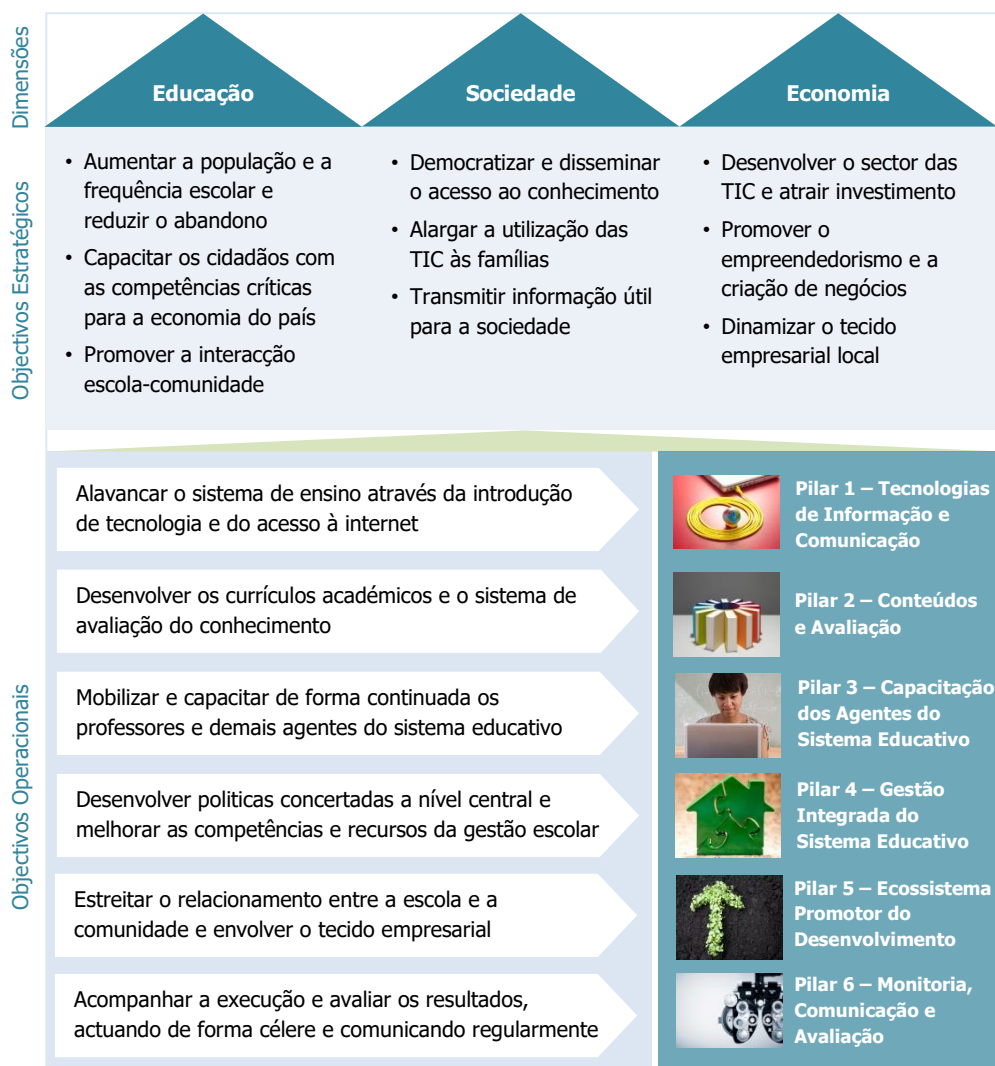 Dimensões
Educação
Sociedade
Economia
Objectivos Estratégicos
• Aumentar a população e a
frequência escolar e
reduzir o abandono
• Capacitar os cidadãos com
as competências críticas
para a economia do país
• Promover a interacção
escola-comunidade
• Democratizar e disseminar
o acesso ao conhecimento
• Alargar a utilização das
TIC às famílias
• Transmitir informação útil
para a sociedade
• Desenvolver o sector das
TIC e atrair investimento
• Promover o
empreendedorismo e a
criação de negócios
• Dinamizar o tecido
empresarial local
Objectivos Operacionais
Alavancar o sistema de ensino através da introdução
de tecnologia e do acesso à internet
Pilar 1 – Tecnologias
de Informação e
Comunicação
Desenvolver os currículos académicos e o sistema de
avaliação do conhecimento
Pilar 2 – Conteúdos
e Avaliação
Mobilizar e capacitar de forma continuada os
professores e demais agentes do sistema educativo
Pilar 3 – Capacitação
dos Agentes do
Sistema Educativo
Desenvolver politicas concertadas a nível central e
melhorar as competências e recursos da gestão escolar
Pilar 4 – Gestão
Integrada do
Sistema Educativo
Estreitar o relacionamento entre a escola e a
comunidade e envolver o tecido empresarial
Pilar 5 – Ecossistema
Promotor do
Desenvolvimento
Acompanhar a execução e avaliar os resultados,
actuando de forma célere e comunicando regularmente
Pilar 6 – Monitoria,
Comunicação e
Avaliação